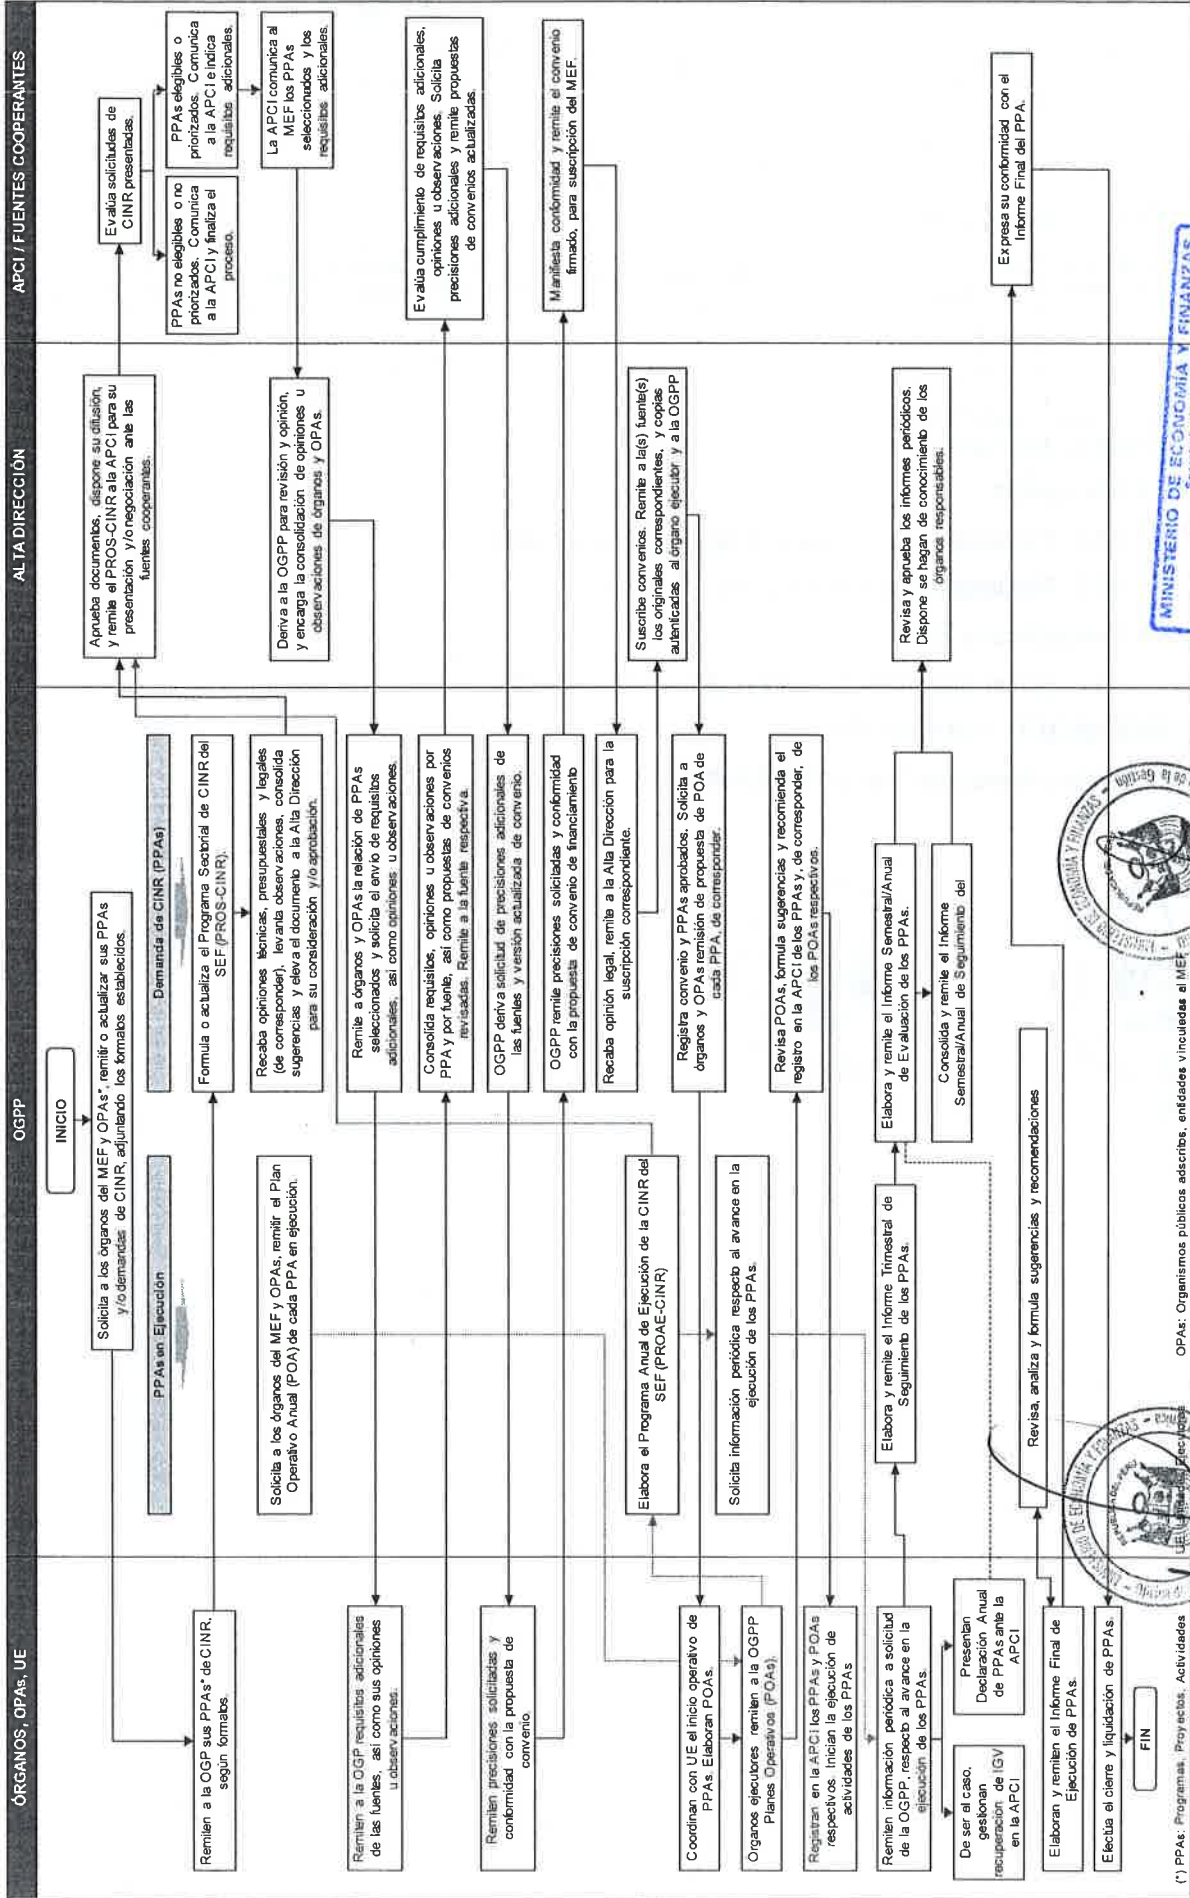 ÓRGANOS, OPAs, UE
OGPP
ALTA DIRECCIÓN
APCI / FUENTES COOPERANTES
INICIO
Solicita a los órganos del MEF y OPAs*, remitir o actualizar sus PPAs
y/o demandas de CINR, adjuntando los formatos establecidos.
PPAs en Ejecución
Demanda de CINR (PPAs)
Remiten a la OGP sus PPAs* de CINR,
según formatos.
Formula o actualiza el Programa Sectorial de CINR del
SEF (PROS-CINR).
Recaba opiniones técnicas, presupuestales y legales
(de corresponder), levanta observaciones, consolida
sugerencias y eleva el documento a la Alta Dirección
para su consideración y/o aprobación.
Aprueba documentos, dispone su difusión,
y remite el PROS-CINR a la APCI para su
presentación y/o negociación ante las
fuentes cooperantes.
Evalúa solicitudes de
CINR presentadas.
PPAs no elegibles o no
priorizados. Comunica
a la APCI y finaliza el
proceso.
PPAs elegibles o
priorizados. Comunica
a la APCI e indica
requisitos adicionales.
La APCI comunica al
MEF los PPAs
seleccionados y los
requisitos adicionales.
Deriva a la OGPP para revisión y opinión,
y encarga la consolidación de opiniones u
observaciones de órganos y OPAs.
Solicita a los órganos del MEF y OPAs, remitir el Plan
Operativo Anual (POA) de cada PPA en ejecución.
Remite a órganos y OPAs la relación de PPAs
seleccionados y solicita el envío de requisitos
adicionales, así como opiniones u observaciones.
Remiten a la OGP requisitos adicionales
de las fuentes, así como sus opiniones
u observaciones.
Consolida requisitos, opiniones u observaciones por
PPA y por fuente, así como propuestas de convenios
revisadas. Remite a la fuente respectiva.
Evalúa cumplimiento de requisitos adicionales,
opiniones u observaciones. Solicita
precisiones adicionales y remite propuestas
de convenios actualizadas.
OGPP deriva solicitud de precisiones adicionales de
las fuentes y versión actualizada de convenio.
Remiten precisiones solicitadas y
conformidad con la propuesta de
convenio.
OGPP remite precisiones solicitadas y conformidad
con la propuesta de convenio de financiamiento
Manifiesta conformidad y remite el convenio
firmado, para suscripción del MEF.
Recaba opinión legal, remite a la Alta Dirección para la
suscripción correspondiente.
Suscribe convenios. Remite a la(s) fuente(s)
los originales correspondientes, y copias
autenticadas al órgano ejecutor y a la OGPP
Elabora el Programa Anual de Ejecución de la CINR del
SEF (PROAE-CINR)
Registra convenio y PPAs aprobados. Solicita a
órganos y OPAs remisión de propuesta de POA de
cada PPA, de corresponder.
Coordinan con UE el inicio operativo de
PPAs. Elaboran POAs.
Solicita información periódica respecto al avance en la
ejecución de los PPAs.
Organos ejecutores remiten a la OGPP
Planes Operativos (POAs).
Revisa POAs, formula sugerencias y recomienda el
registro en la APCI de los PPAs y, de corresponder, de
los POAs respectivos.
Registran en la APCI los PPAs y POAs
respectivos. Inician la ejecución de
actividades de los PPAs
Remiten información periódica a solicitud
de la OGPP, respecto al avance en la
ejecución de los PPAs.
Elabora y remite el Informe Trimestral de
Seguimiento de los PPAs.
Elabora y remite el Informe Semestral/Anual
de Evaluación de los PPAs.
Revisa y aprueba los informes periódicos.
Dispone se hagan de conocimiento de los
órganos responsables.
Consolida y remite el Informe
Semestral/Anual de Seguimiento del
De ser el caso,
gestionan
recuperación de IGV
en la APCI
Presentan
Declaración Anual
de PPAs ante la
APCI
Revisa, analiza y formula sugerencias y recomendaciones
Expresa su conformidad con el
Informe Final del PPA.
Elaboran y remiten el Informe Final de
Ejecución de PPAs.
Efectúa el cierre y liquidación de PPAs.
FIN
(*) PPAs: Programas, Proyectos, Actividades
OPAs: Organismos públicos adscritos, entidades vinculadas al MEF
MINISTERIO DE ECONOMÍA Y FINANZAS
MINISTERIO DE ECONOMÍA Y FINANZAS